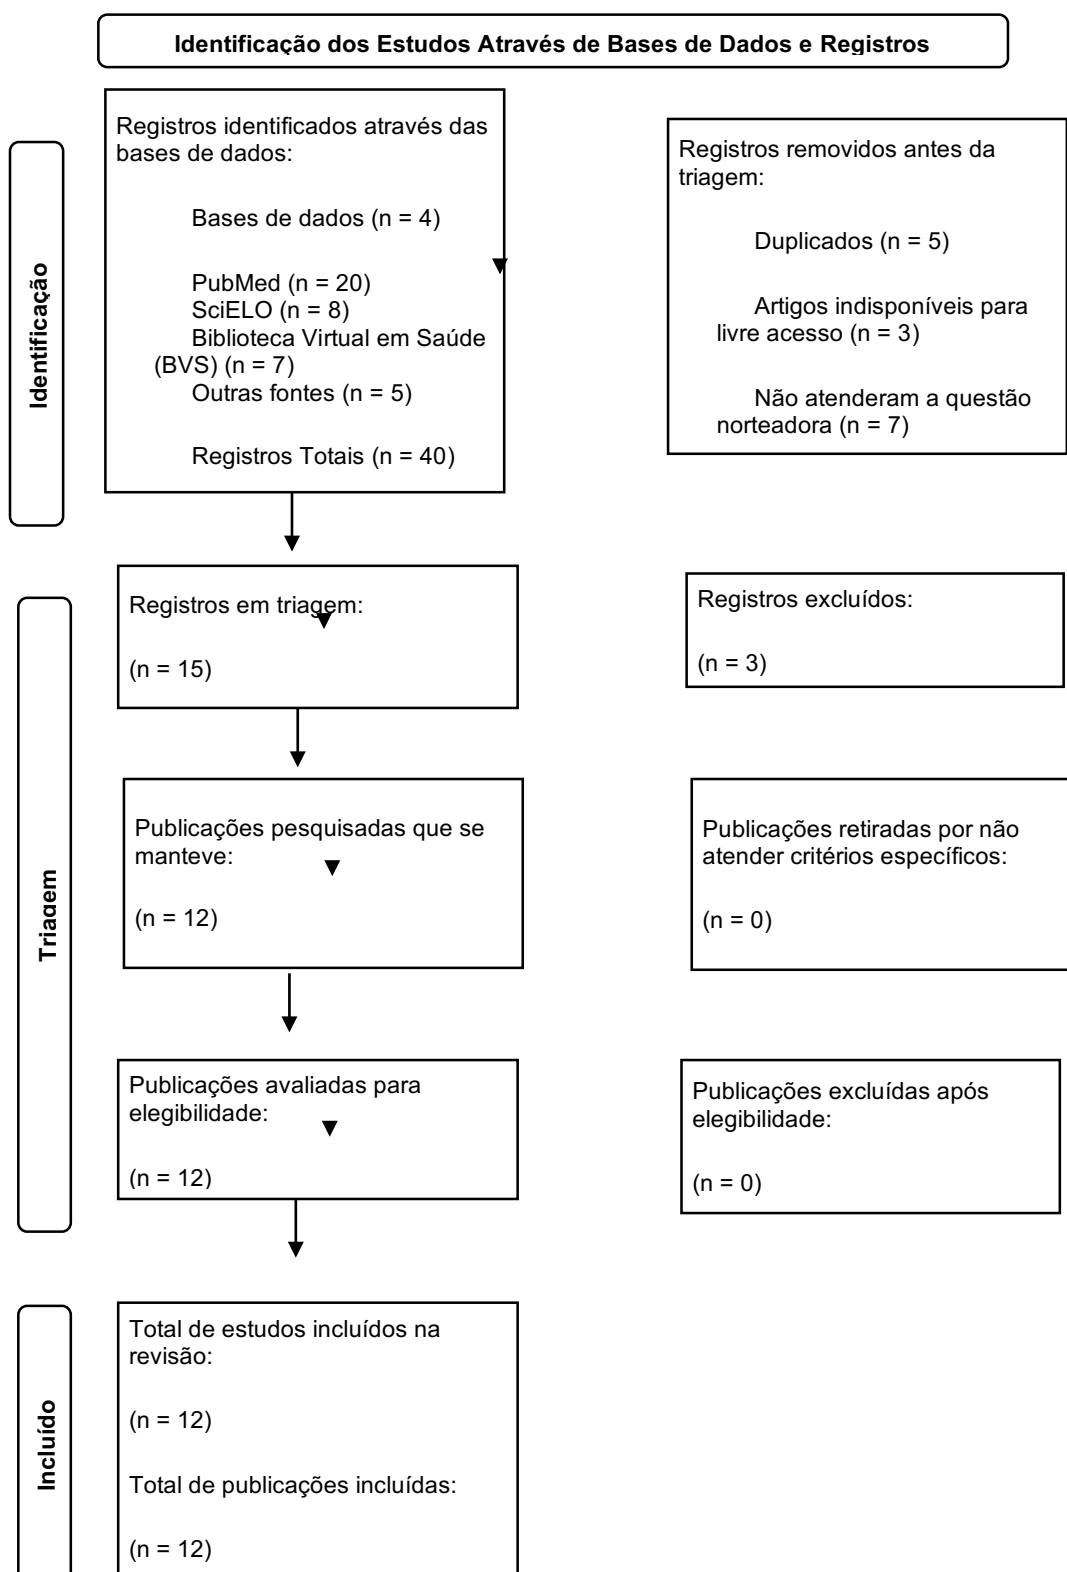 Identificação dos Estudos Através de Bases de Dados e Registros
Identificação
Registros identificados através das
bases de dados:
Bases de dados (n = 4)
PubMed (n = 20)
SciELO (n = 8)
Biblioteca Virtual em Saúde
(BVS) (n = 7)
Outras fontes (n = 5)
Registros Totais (n = 40)
Registros removidos antes da
triagem:
Duplicados (n = 5)
Artigos indisponíveis para
livre acesso (n = 3)
Não atenderam a questão
norteadora (n = 7)
Triagem
Registros em triagem:
(n = 15)
Registros excluídos:
(n = 3)
Publicações pesquisadas que se
manteve:
(n = 12)
Publicações retiradas por não
atender critérios específicos:
(n = 0)
Publicações avaliadas para
elegibilidade:
(n = 12)
Publicações excluídas após
elegibilidade:
(n = 0)
Incluído
Total de estudos incluídos na
revisão:
(n = 12)
Total de publicações incluídas:
(n = 12)